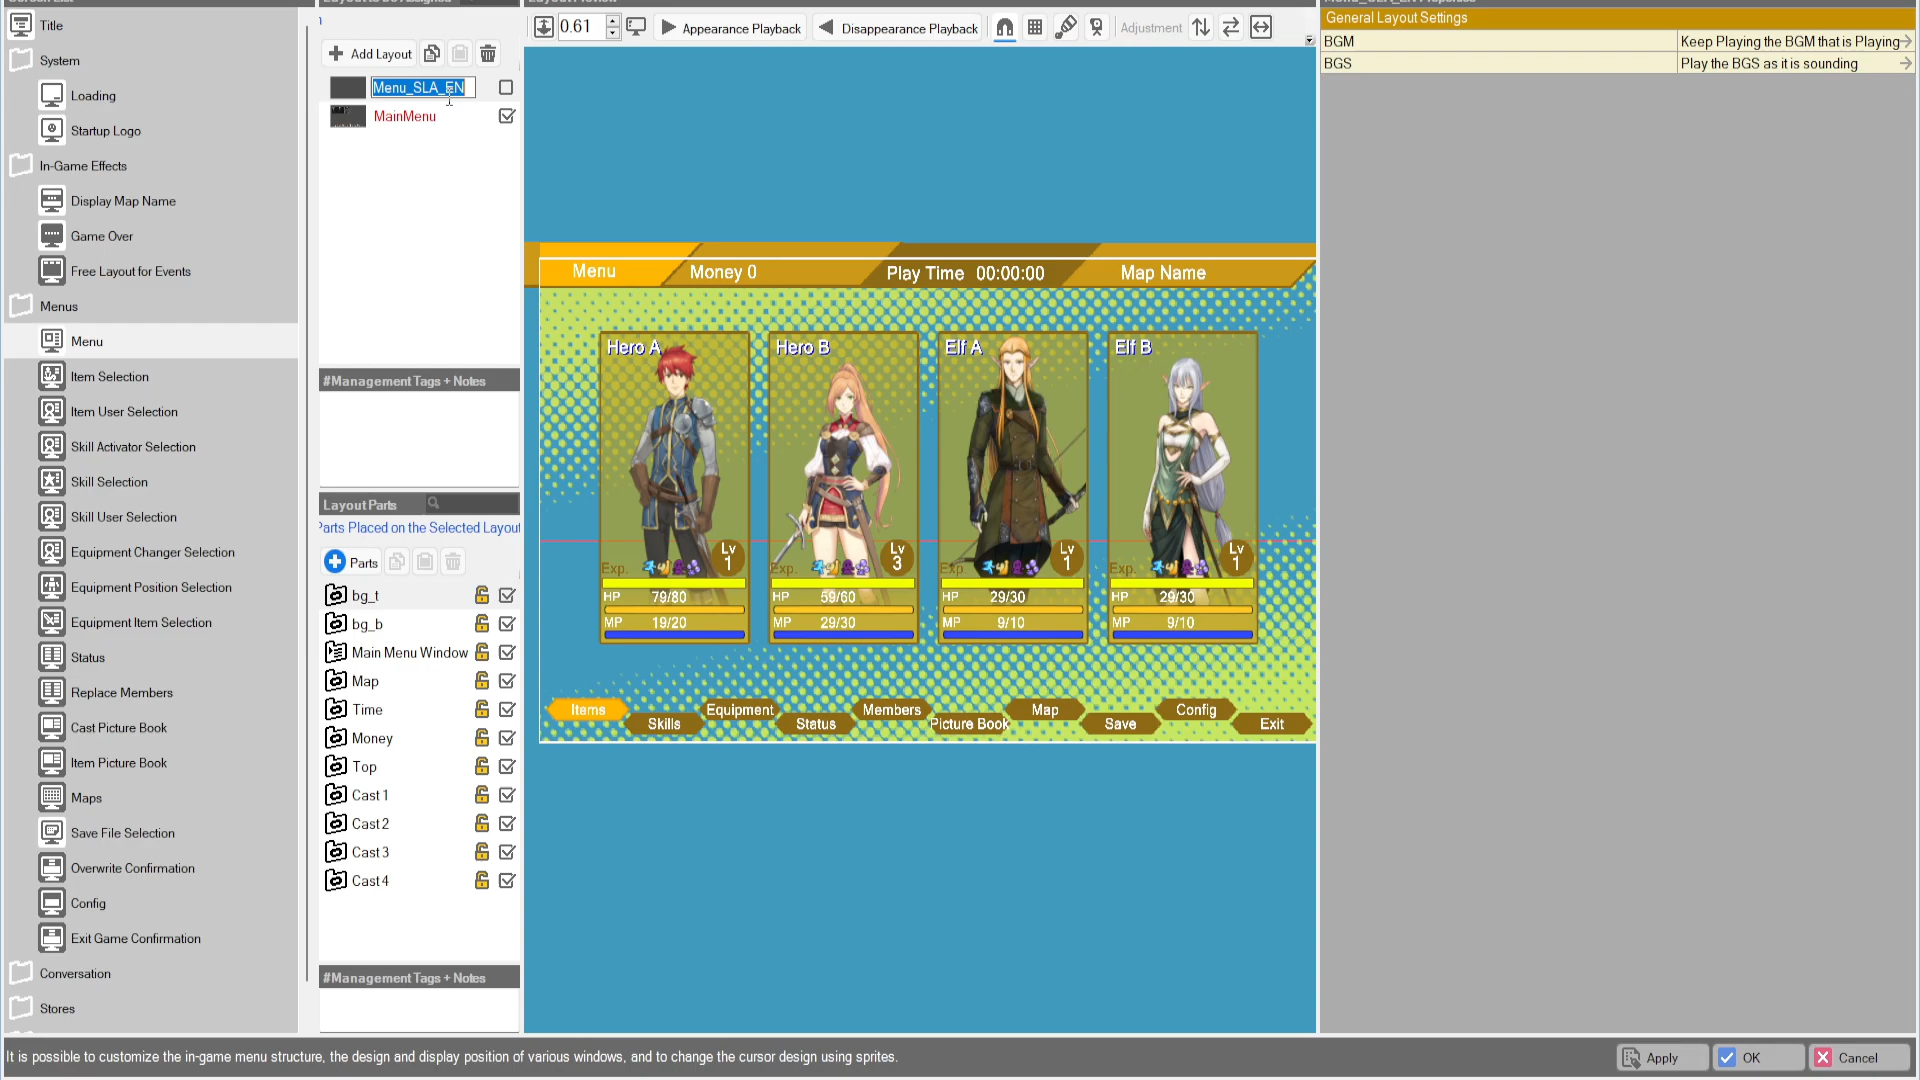 Title
System
Loading
Startup Logo
In-Game Effects
Display Map Name
Game Over
Free Layout for Events
Menus
Menu
Item Selection
Item User Selection
Skill Activator Selection
Skill Selection
Skill User Selection
Equipment Changer Selection
Equipment Position Selection
Equipment Item Selection
Status
Replace Members
Cast Picture Book
Item Picture Book
Maps
Save File Selection
Overwrite Confirmation
Config
Exit Game Confirmation
Conversation
Stores
Add Layout
Menu_SLA_EN
MainMenu
#Management Tags + Notes
Layout Parts
Parts Placed on the Selected Layout
Parts
bg_t
bg_b
Main Menu Window
Map
Time
Money
Top
Cast 1
Cast 2
Cast 3
Cast 4
#Management Tags + Notes
0.61 Appearance Playback Disappearance Playback Adjustment
Menu Money 0 Play Time 00:00:00 Map Name
Hero A Hero B Elf A Elf B
Lv Lv Lv Lv
1 3 1 1
Exp. Exp. Exp. Exp.
HP 79/80 HP 59/60 HP 29/30 HP 29/30
MP 19/20 MP 29/30 MP 9/10 MP 9/10
Items Equipment Members Map Config
Skills Status Picture Book Save Exit
General Layout Settings
BGM Keep Playing the BGM that is Playing
BGS Play the BGS as it is sounding
It is possible to customize the in-game menu structure, the design and display position of various windows, and to change the cursor design using sprites.
Apply OK Cancel